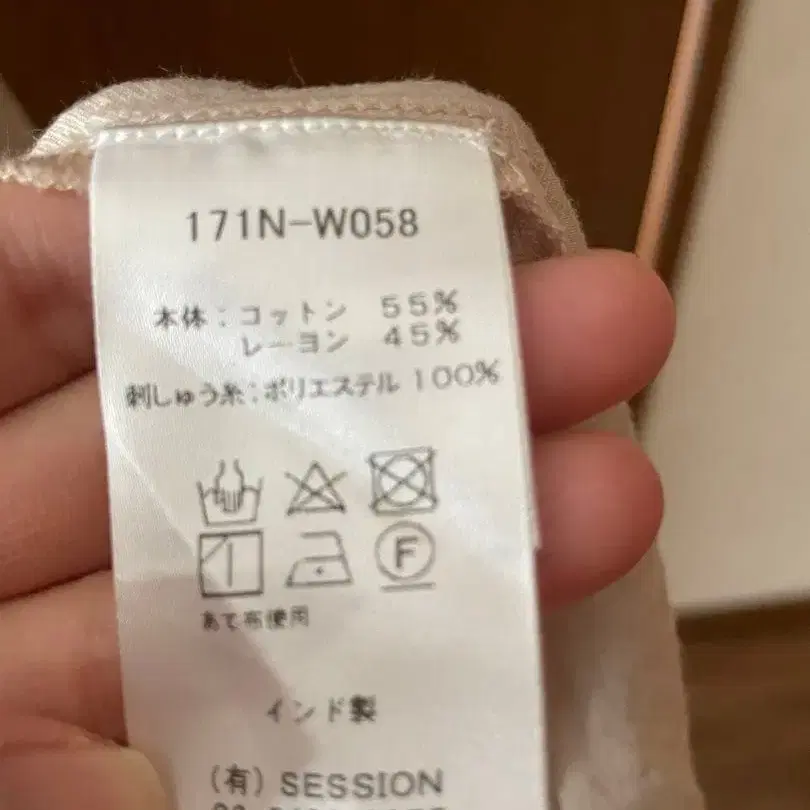 171N-W058
本体：コットン 55%
レーヨン 45%
刺しゅう糸：ポリエステル 100%
F
あて布使用
インド製
(有) SESSION